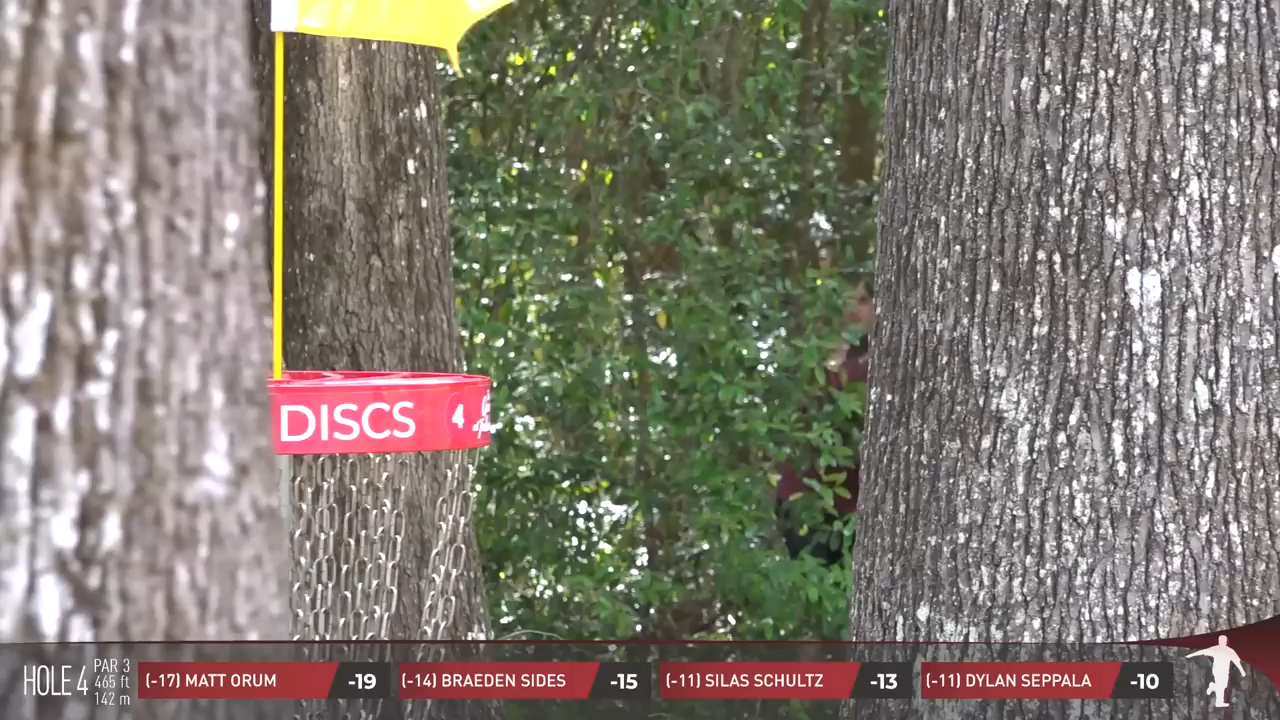 DISCS 4
HOLE 4
PAR 3
465 ft
142 m
(-17) MATT ORUM -19
(-14) BRAEDEN SIDES -15
(-11) SILAS SCHULTZ -13
(-11) DYLAN SEPPALA -10